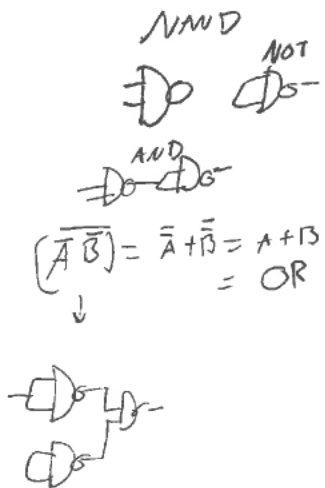 NAND
NOT
AND
(A̅ B̅)̅ = A̿ + B̿ = A + B
= OR